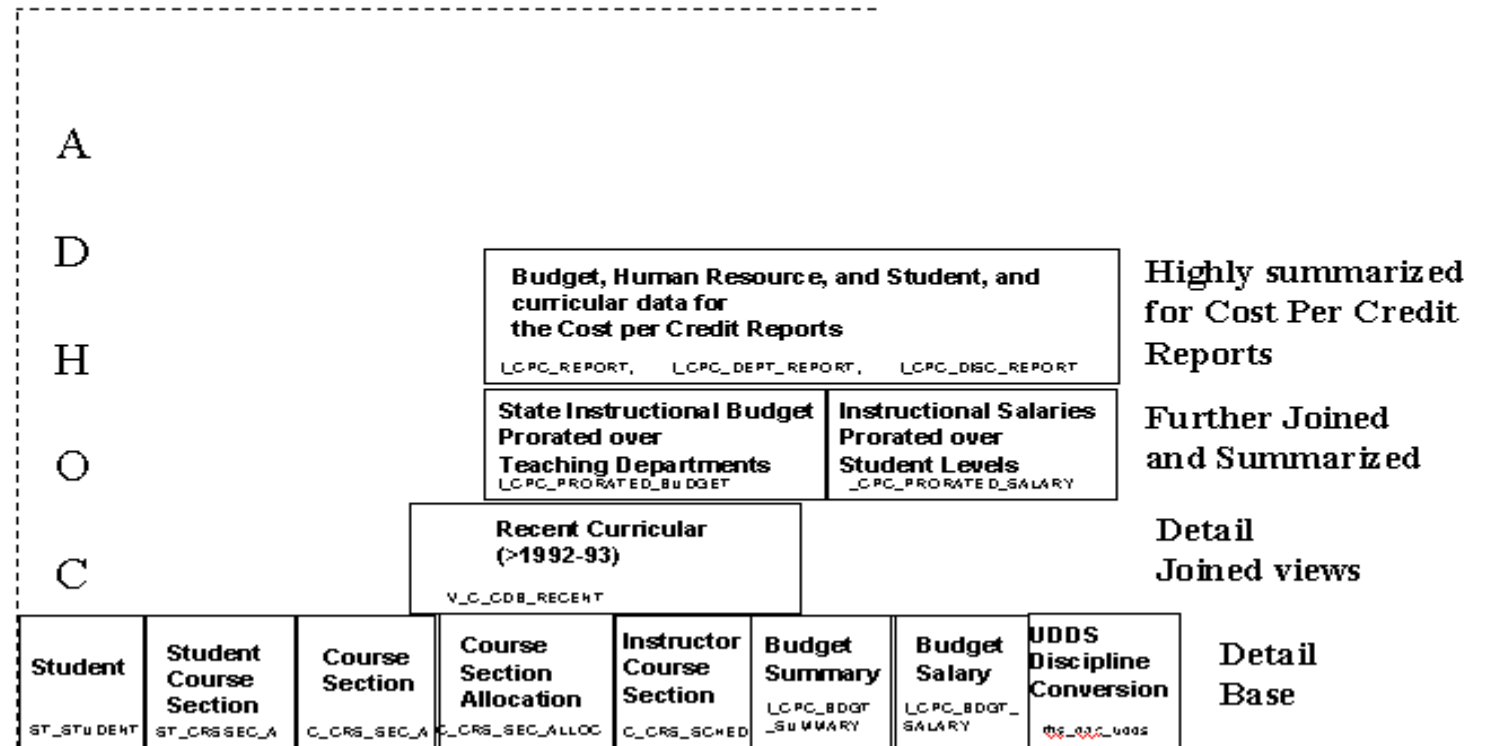 A
D
H
O
C
Budget, Human Resource, and Student, and
curricular data for
the Cost per Credit Reports
I_CPC_REPORT, I_CPC_DEPT_REPORT, I_CPC_DISC_REPORT
Highly summarized
for Cost Per Credit
Reports
State Instructional Budget
Prorated over
Teaching Departments
I_CPC_PRORATED_BUDGET
Instructional Salaries
Prorated over
Student Levels
_CPC_PRORATED_SALARY
Further Joined
and Summarized
Recent Curricular
(>1992-93)
V_C_CDB_RECENT
Detail
Joined views
Student
ST_STUDENT
Student
Course
Section
ST_CRSSEC_A
Course
Section
C_CRS_SEC_A
Course
Section
Allocation
C_CRS_SEC_ALLOC
Instructor
Course
Section
C_CRS_SCHED
Budget
Summary
I_CPC_BDGT
_SUMMARY
Budget
Salary
I_CPC_BDGT_
SALARY
UDDS
Discipline
Conversion
Detail
Base